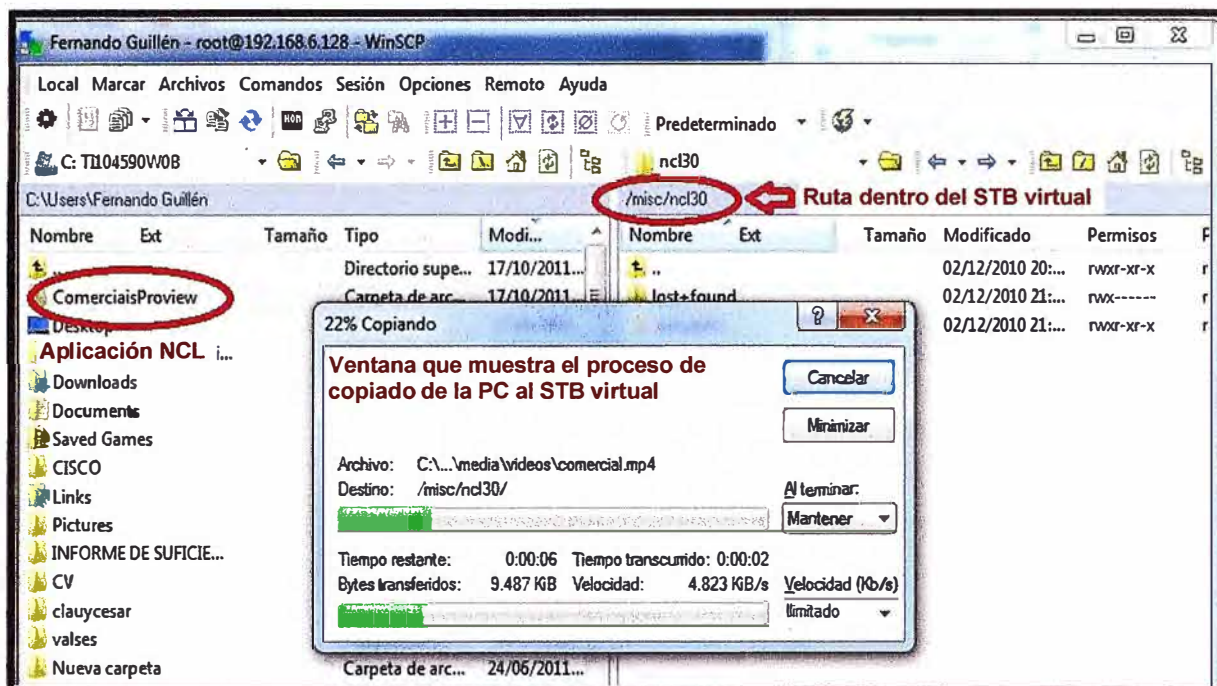 Fernando Guillén - root@192.168.6.128 - WinSCP
Local Marcar Archivos Comandos Sesión Opciones Remoto Ayuda
Predeterminado
C: TI104590W0B
ncl30
C:\Users\Fernando Guillén
/misc/ncl30
Ruta dentro del STB virtual
Nombre Ext Tamaño Tipo Modi...
Nombre Ext Tamaño Modificado Permisos
..
Directorio supe... 17/10/2011...
..
02/12/2010 20:... rwxr-xr-x
ComerciaisProview
Carpeta de arc... 17/10/2011...
lost+found
02/12/2010 21:... rwx------
Desktop
02/12/2010 21:... rwxr-xr-x
Aplicación NCL
Downloads
Documents
Saved Games
CISCO
Links
Pictures
INFORME DE SUFICIE...
CV
clauycesar
valses
Nueva carpeta
Carpeta de arc... 24/06/2011...
22% Copiando
Ventana que muestra el proceso de
copiado de la PC al STB virtual
Cancelar
Minimizar
Archivo: C:\...\media\videos\comercial.mp4
Destino: /misc/ncl30/
Al terminar:
Mantener
Tiempo restante: 0:00:06 Tiempo transcurrido: 0:00:02
Bytes transferidos: 9.487 KiB Velocidad: 4.823 KiB/s
Velocidad (Kb/s)
Ilimitado